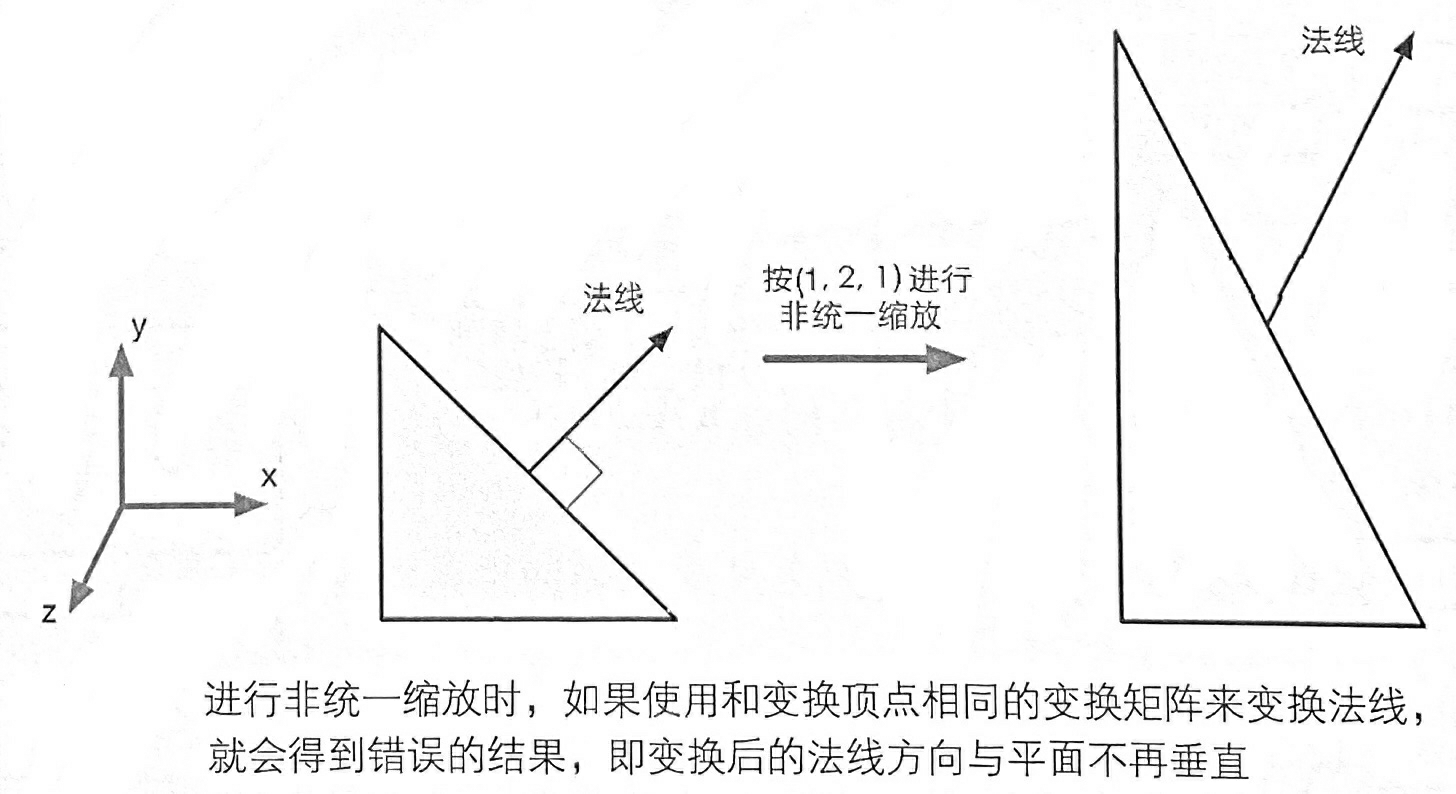 法线
法线
按(1, 2, 1)进行
非统一缩放
y
x
z
进行非统一缩放时，如果使用和变换顶点相同的变换矩阵来变换法线，
就会得到错误的结果，即变换后的法线方向与平面不再垂直